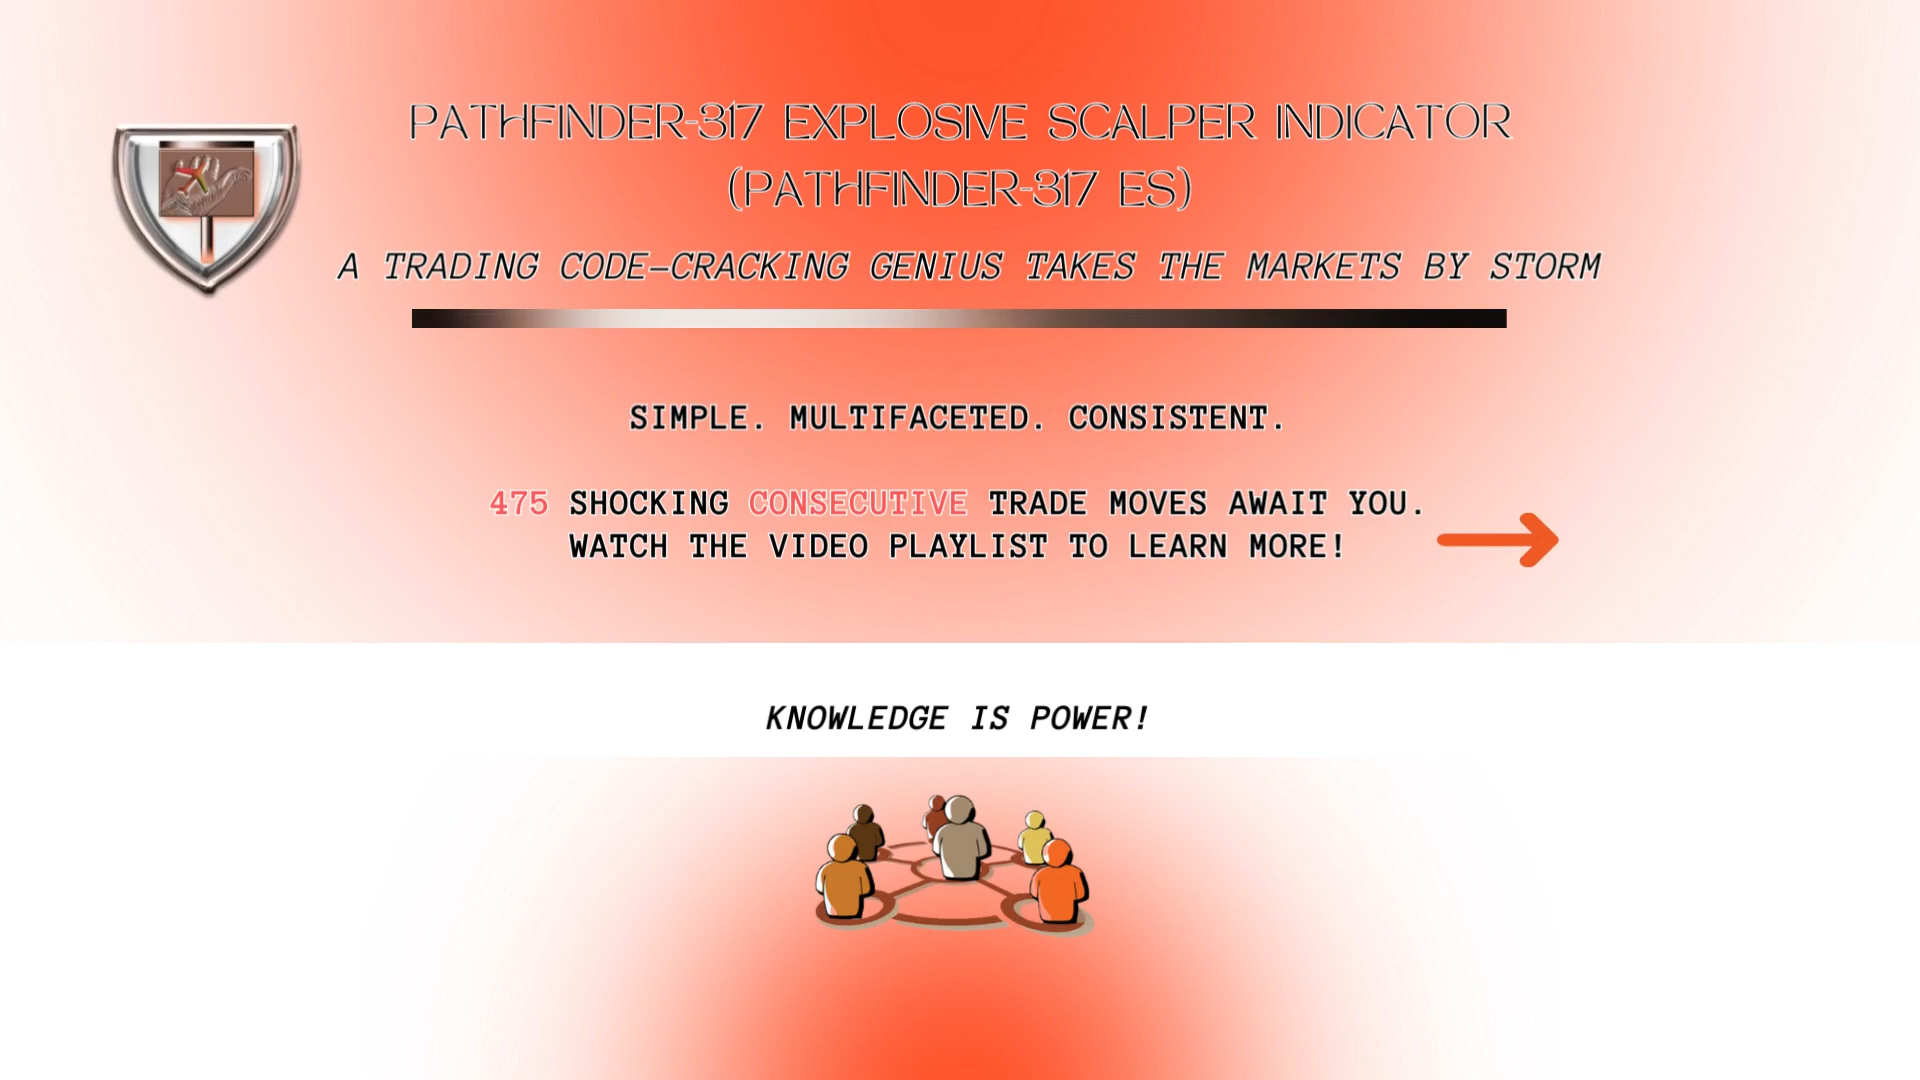 PATHFINDER-317 EXPLOSIVE SCALPER INDICATOR
(PATHFINDER-317 ES)
A TRADING CODE-CRACKING GENIUS TAKES THE MARKETS BY STORM
SIMPLE. MULTIFACETED. CONSISTENT.
475 SHOCKING CONSECUTIVE TRADE MOVES AWAIT YOU.
WATCH THE VIDEO PLAYLIST TO LEARN MORE!
KNOWLEDGE IS POWER!